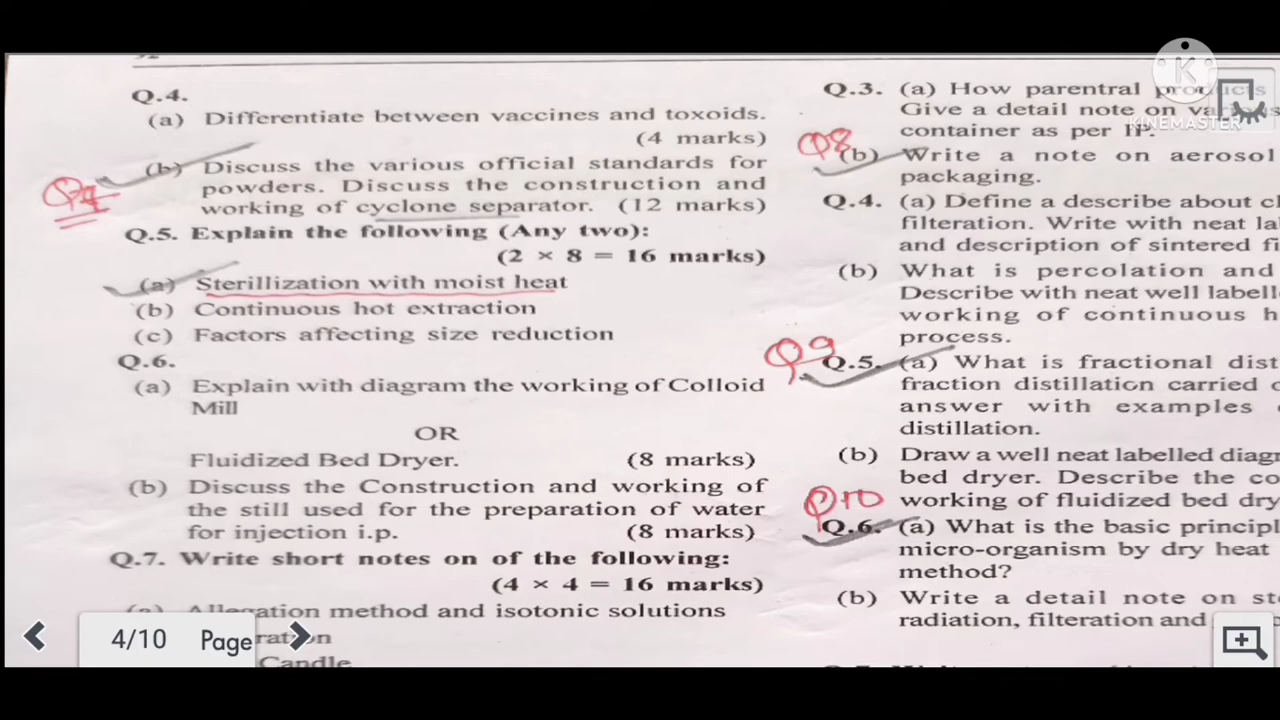 Q.4.
(a) Differentiate between vaccines and toxoids.
(4 marks)
(b) Discuss the various official standards for
powders. Discuss the construction and
working of cyclone separator. (12 marks)
Q.5. Explain the following (Any two):
(2 × 8 = 16 marks)
(a) Sterillization with moist heat
(b) Continuous hot extraction
(c) Factors affecting size reduction
Q.6.
(a) Explain with diagram the working of Colloid
Mill
OR
Fluidized Bed Dryer. (8 marks)
(b) Discuss the Construction and working of
the still used for the preparation of water
for injection i.p. (8 marks)
Q.7. Write short notes on of the following:
(4 × 4 = 16 marks)
(a) Allegation method and isotonic solutions
Candle
Q.3. (a) How parentral products
Give a detail note on
container as per IP.
Q8
(b) Write a note on aerosol
packaging.
Q.4. (a) Define a describe about
filteration. Write with neat
and description of sintered
(b) What is percolation and
Describe with neat well
working of continuous
process.
Q9
Q.5. (a) What is fractional
fraction distillation carried
answer with examples
distillation.
(b) Draw a well neat labelled
bed dryer. Describe the
working of fluidized bed
Q10
Q.6. (a) What is the basic
micro-organism by dry heat
method?
(b) Write a detail note on
radiation, filteration and
KINEMASTER
4/10 Page